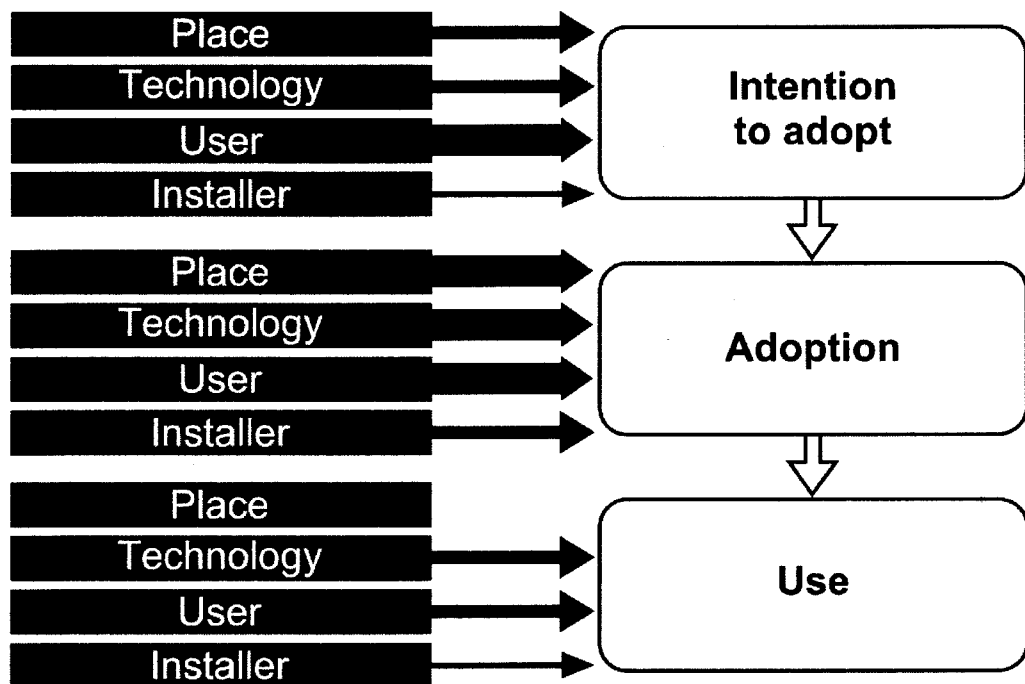 Place
Technology
User
Installer
Intention
to adopt
Place
Technology
User
Installer
Adoption
Place
Technology
User
Installer
Use